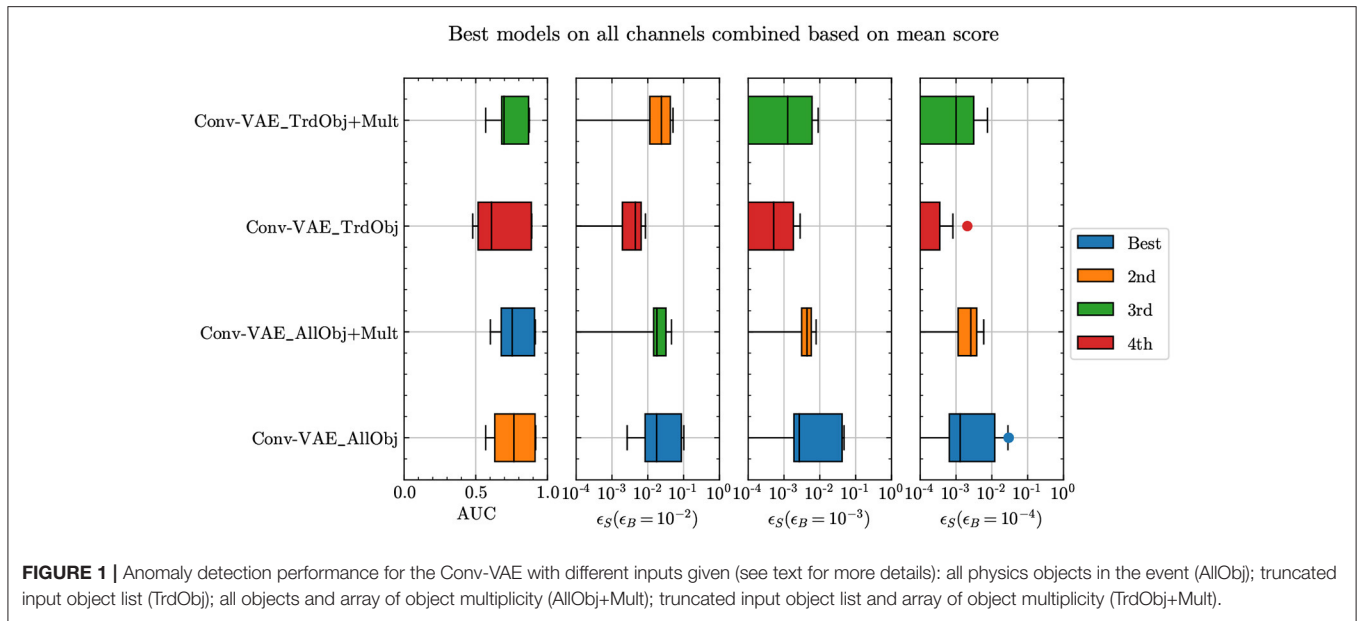 Best models on all channels combined based on mean score
Conv-VAE_TrdObj+Mult
Conv-VAE_TrdObj
Conv-VAE_AllObj+Mult
Conv-VAE_AllObj
0.0 0.5 1.0
AUC
10⁻⁴ 10⁻³ 10⁻² 10⁻¹ 10⁰
ϵ_S(ϵ_B = 10⁻²)
10⁻⁴ 10⁻³ 10⁻² 10⁻¹ 10⁰
ϵ_S(ϵ_B = 10⁻³)
10⁻⁴ 10⁻³ 10⁻² 10⁻¹ 10⁰
ϵ_S(ϵ_B = 10⁻⁴)
Best
2nd
3rd
4th
FIGURE 1 | Anomaly detection performance for the Conv-VAE with different inputs given (see text for more details): all physics objects in the event (AllObj); truncated
input object list (TrdObj); all objects and array of object multiplicity (AllObj+Mult); truncated input object list and array of object multiplicity (TrdObj+Mult).